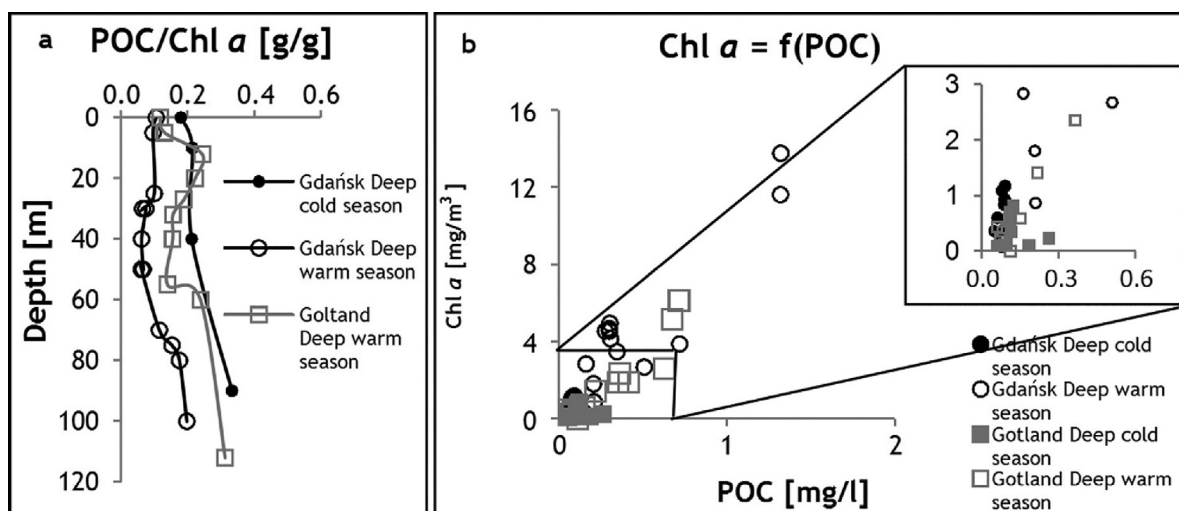 a
POC/Chl a [g/g]
0.0 0.2 0.4 0.6
0
20
40
60
80
100
120
Depth [m]
Gdańsk Deep
cold season
Gdańsk Deep
warm season
Goltand
Deep warm
season
b
Chl a = f(POC)
16
12
8
4
0
Chl a [mg/m³]
0 1 2
POC [mg/l]
3
2
1
0
0.0 0.3 0.6
Gdańsk Deep cold
season
Gdańsk Deep warm
season
Gotland Deep cold
season
Gotland Deep warm
season